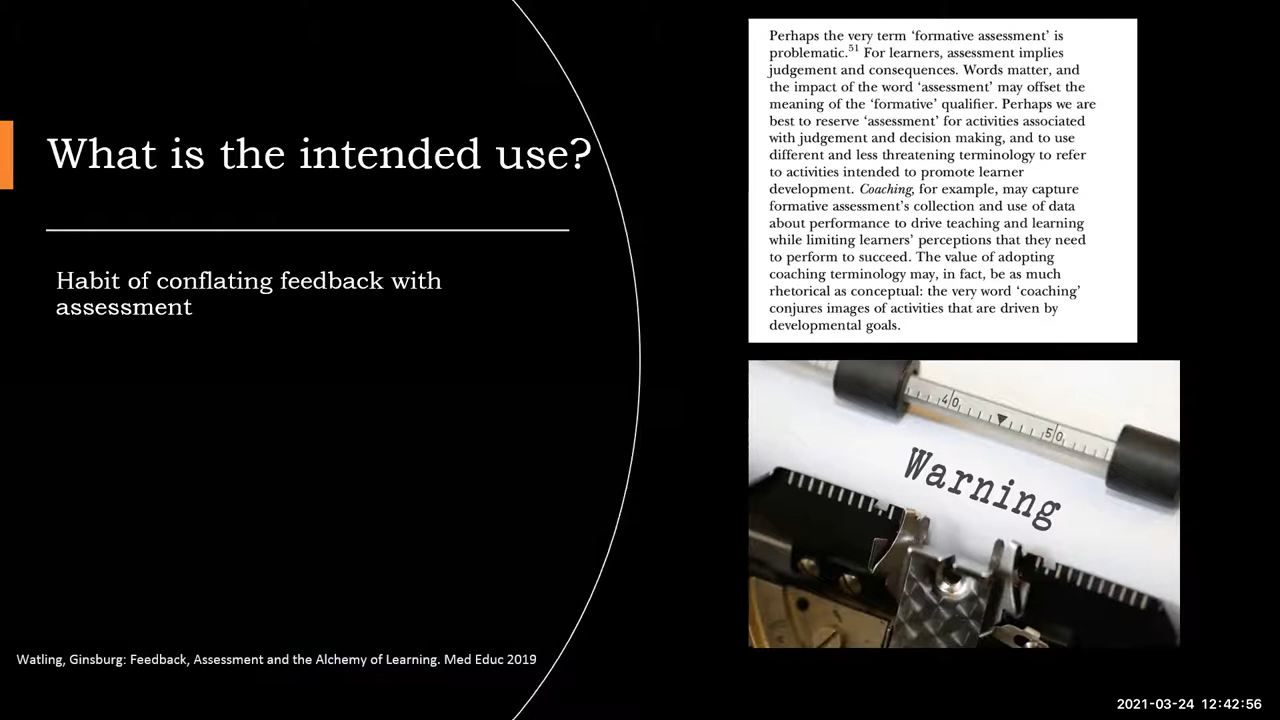 What is the intended use?
Habit of conflating feedback with
assessment
Watling, Ginsburg: Feedback, Assessment and the Alchemy of Learning. Med Educ 2019
Perhaps the very term ‘formative assessment’ is
problematic.51 For learners, assessment implies
judgement and consequences. Words matter, and
the impact of the word ‘assessment’ may offset the
meaning of the ‘formative’ qualifier. Perhaps we are
best to reserve ‘assessment’ for activities associated
with judgement and decision making, and to use
different and less threatening terminology to refer
to activities intended to promote learner
development. Coaching, for example, may capture
formative assessment’s collection and use of data
about performance to drive teaching and learning
while limiting learners’ perceptions that they need
to perform to succeed. The value of adopting
coaching terminology may, in fact, be as much
rhetorical as conceptual: the very word ‘coaching’
conjures images of activities that are driven by
developmental goals.
40 50
Warning
2021-03-24 12:42:56